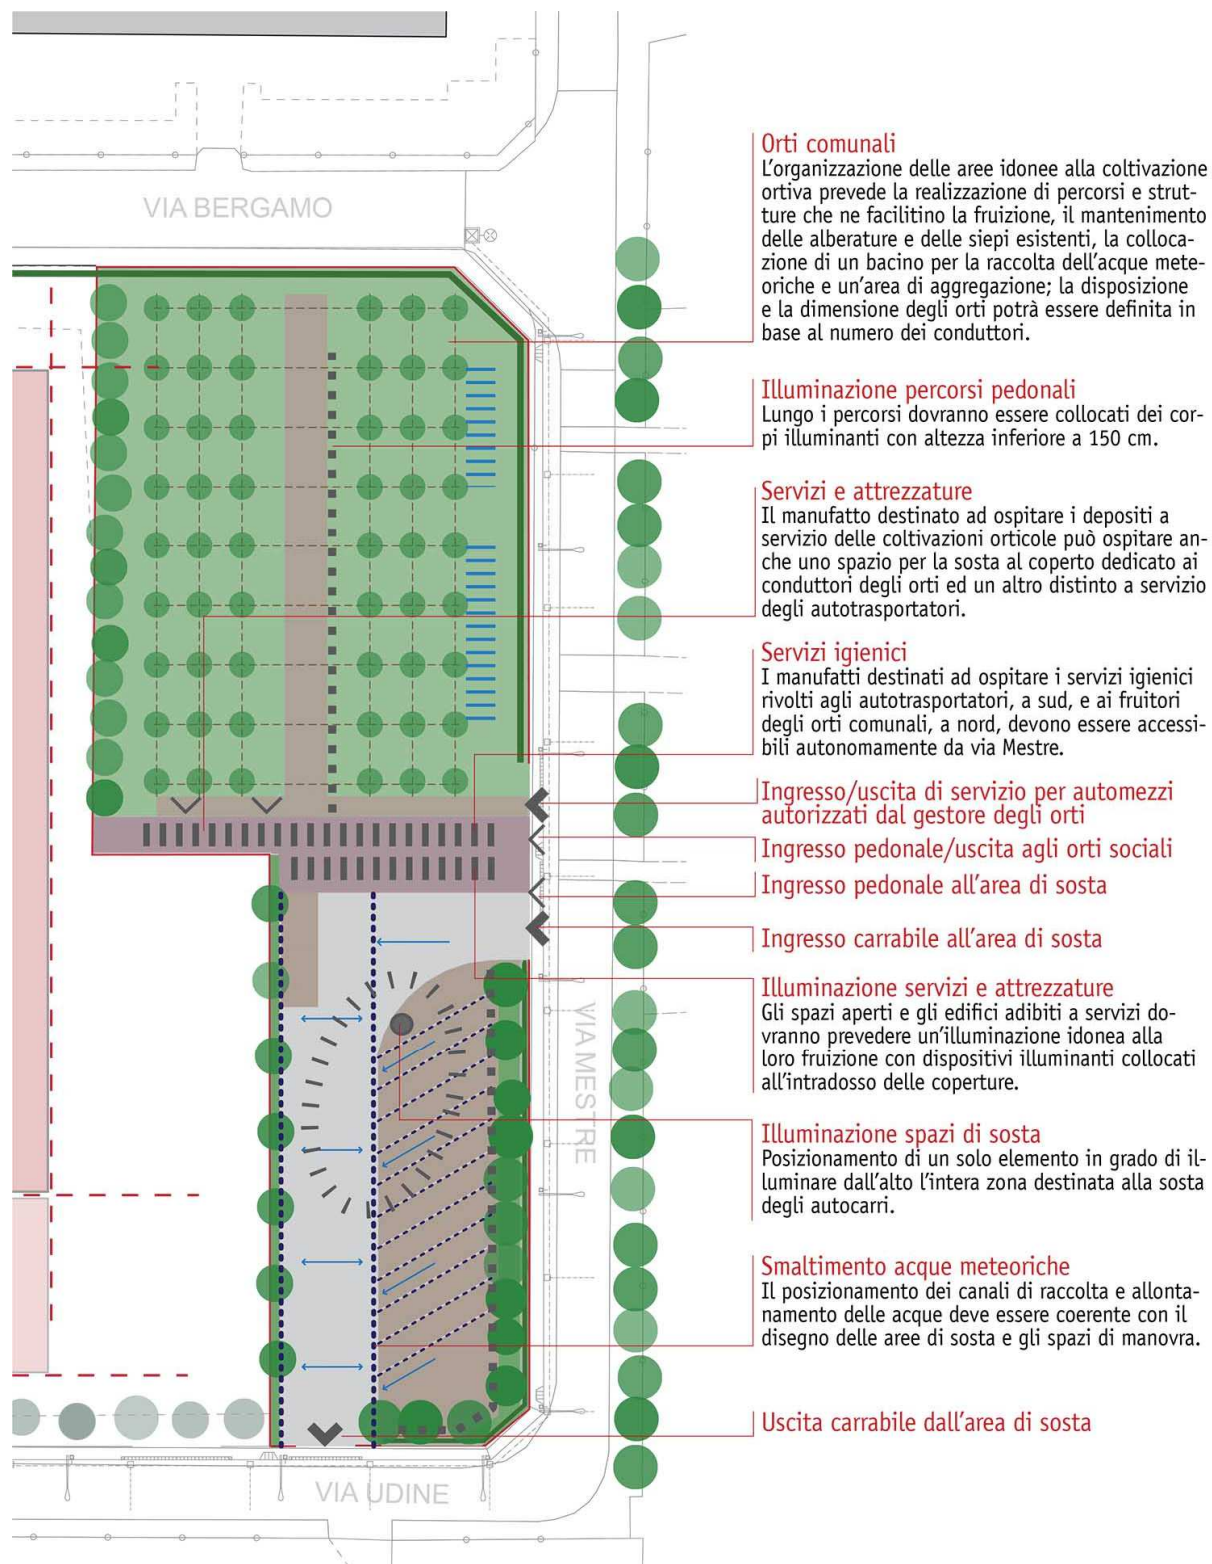 VIA BERGAMO
Orti comunali
L'organizzazione delle aree idonee alla coltivazione
ortiva prevede la realizzazione di percorsi e strut-
ture che ne facilitino la fruizione, il mantenimento
delle alberature e delle siepi esistenti, la colloca-
zione di un bacino per la raccolta dell'acque mete-
oriche e un'area di aggregazione; la disposizione
e la dimensione degli orti potrà essere definita in
base al numero dei conduttori.
Illuminazione percorsi pedonali
Lungo i percorsi dovranno essere collocati dei cor-
pi illuminanti con altezza inferiore a 150 cm.
Servizi e attrezzature
Il manufatto destinato ad ospitare i depositi a
servizio delle coltivazioni orticole può ospitare an-
che uno spazio per la sosta al coperto dedicato ai
conduttori degli orti ed un altro distinto a servizio
degli autotrasportatori.
Servizi igienici
I manufatti destinati ad ospitare i servizi igienici
rivolti agli autotrasportatori, a sud, e ai fruitori
degli orti comunali, a nord, devono essere accessi-
bili autonomamente da via Mestre.
Ingresso/uscita di servizio per automezzi
autorizzati dal gestore degli orti
Ingresso pedonale/uscita agli orti sociali
Ingresso pedonale all'area di sosta
Ingresso carrabile all'area di sosta
Illuminazione servizi e attrezzature
Gli spazi aperti e gli edifici adibiti a servizi do-
vranno prevedere un'illuminazione idonea alla
loro fruizione con dispositivi illuminanti collocati
all'intradosso delle coperture.
VIA MESTRE
Illuminazione spazi di sosta
Posizionamento di un solo elemento in grado di il-
luminare dall'alto l'intera zona destinata alla sosta
degli autocarri.
Smaltimento acque meteoriche
Il posizionamento dei canali di raccolta e allonta-
namento delle acque deve essere coerente con il
disegno delle aree di sosta e gli spazi di manovra.
Uscita carrabile dall'area di sosta
VIA UDINE